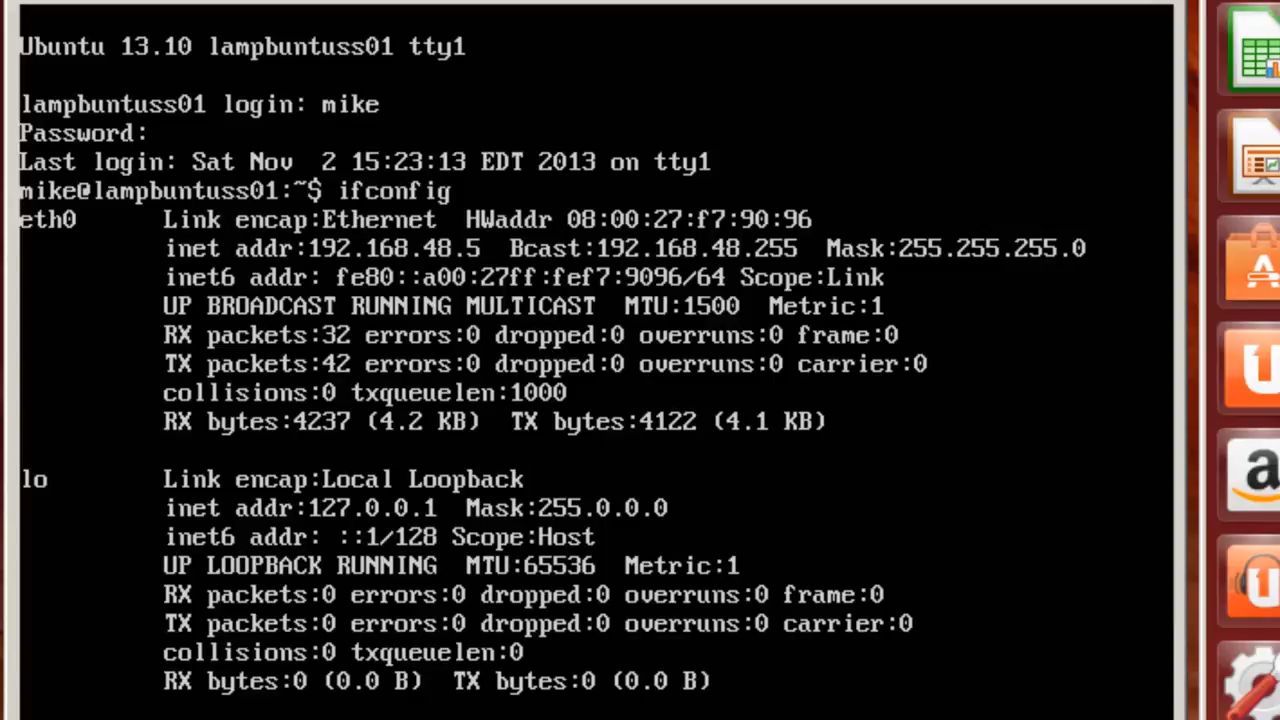 Ubuntu 13.10 lampbuntuss01 tty1
lampbuntuss01 login: mike
Password:
Last login: Sat Nov  2 15:23:13 EDT 2013 on tty1
mike@lampbuntuss01:~$ ifconfig
eth0      Link encap:Ethernet  HWaddr 08:00:27:f7:90:96
          inet addr:192.168.48.5  Bcast:192.168.48.255  Mask:255.255.255.0
          inet6 addr: fe80::a00:27ff:fef7:9096/64 Scope:Link
          UP BROADCAST RUNNING MULTICAST  MTU:1500  Metric:1
          RX packets:32 errors:0 dropped:0 overruns:0 frame:0
          TX packets:42 errors:0 dropped:0 overruns:0 carrier:0
          collisions:0 txqueuelen:1000
          RX bytes:4237 (4.2 KB)  TX bytes:4122 (4.1 KB)
lo        Link encap:Local Loopback
          inet addr:127.0.0.1  Mask:255.0.0.0
          inet6 addr: ::1/128 Scope:Host
          UP LOOPBACK RUNNING  MTU:65536  Metric:1
          RX packets:0 errors:0 dropped:0 overruns:0 frame:0
          TX packets:0 errors:0 dropped:0 overruns:0 carrier:0
          collisions:0 txqueuelen:0
          RX bytes:0 (0.0 B)  TX bytes:0 (0.0 B)